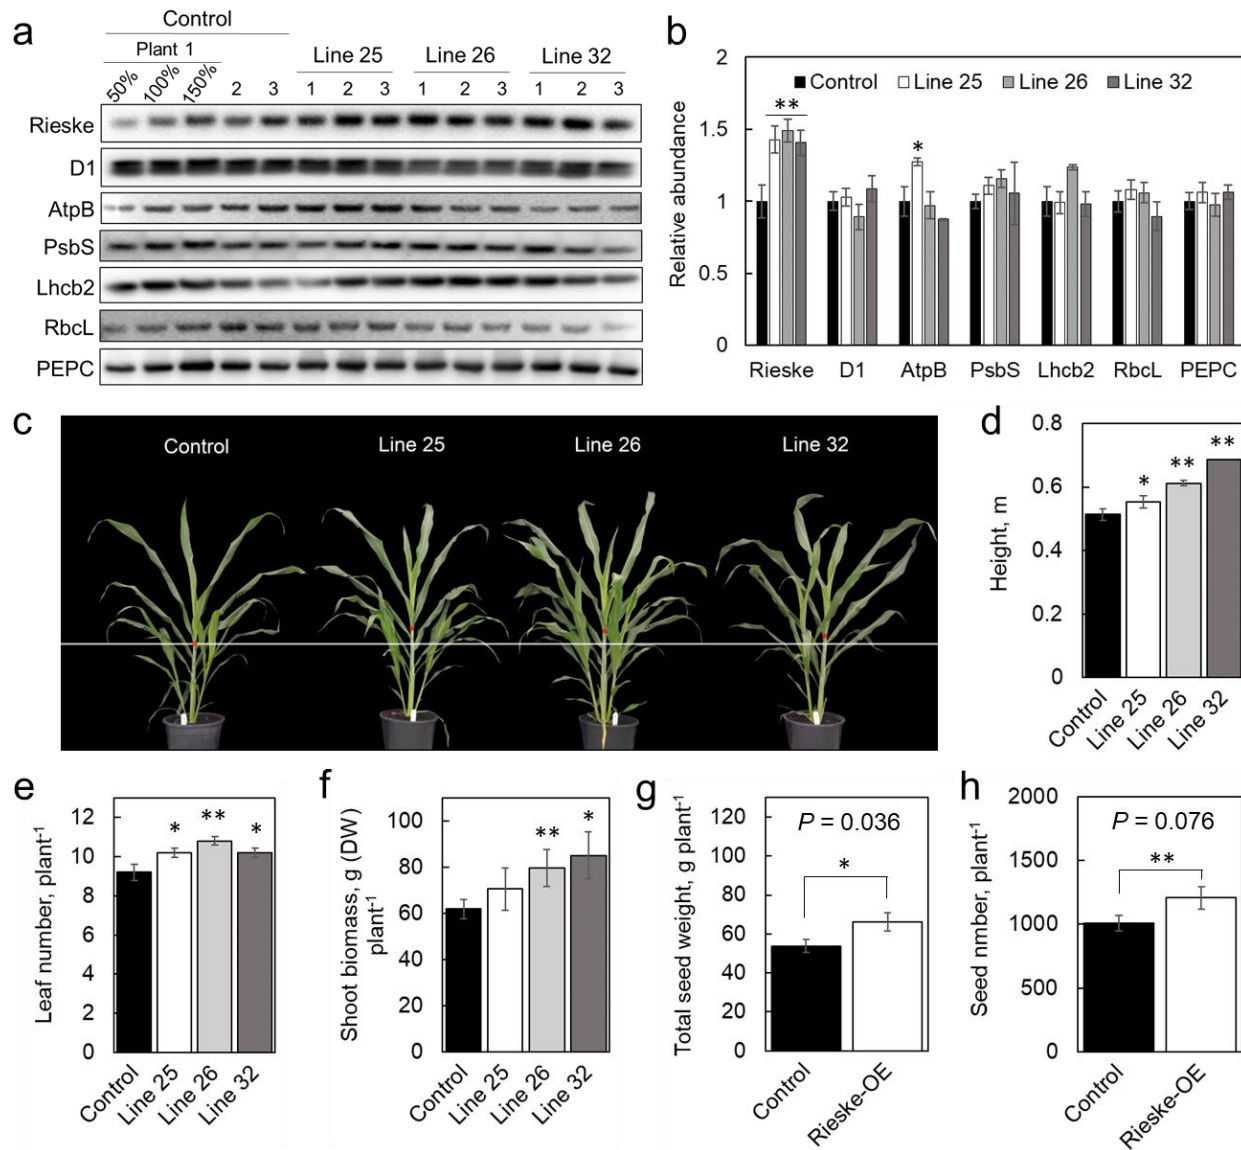 a
Control
Plant 1
Line 25
Line 26
Line 32
50% 100% 150% 2 3 1 2 3 1 2 3 1 2 3
Rieske
D1
AtpB
PsbS
Lhcb2
RbcL
PEPC
b
Relative abundance
2
1.5
1
0.5
0
Control Line 25 Line 26 Line 32
**
*
Rieske D1 AtpB PsbS Lhcb2 RbcL PEPC
c
Control Line 25 Line 26 Line 32
d
Height, m
0.8
0.6
0.4
0.2
0
* ** **
Control Line 25 Line 26 Line 32
e
Leaf number, plant-1
12
10
8
6
4
2
0
* ** *
Control Line 25 Line 26 Line 32
f
Shoot biomass, g (DW)
plant-1
100
80
60
40
20
0
** *
Control Line 25 Line 26 Line 32
g
Total seed weight, g plant-1
120
100
80
60
40
20
0
P = 0.036
*
Control Rieske-OE
h
Seed nmber, plant-1
2000
1500
1000
500
0
P = 0.076
**
Control Rieske-OE